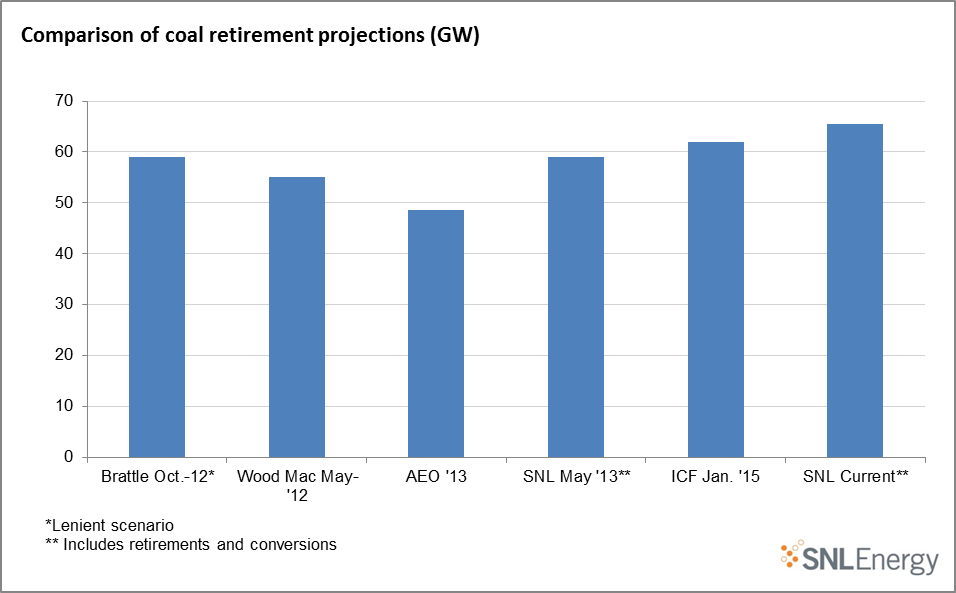 Comparison of coal retirement projections (GW)
70
60
50
40
30
20
10
0
Brattle Oct.-12*
Wood Mac May-
'12
AEO '13
SNL May '13**
ICF Jan. '15
SNL Current**
*Lenient scenario
** Includes retirements and conversions
SNLEnergy